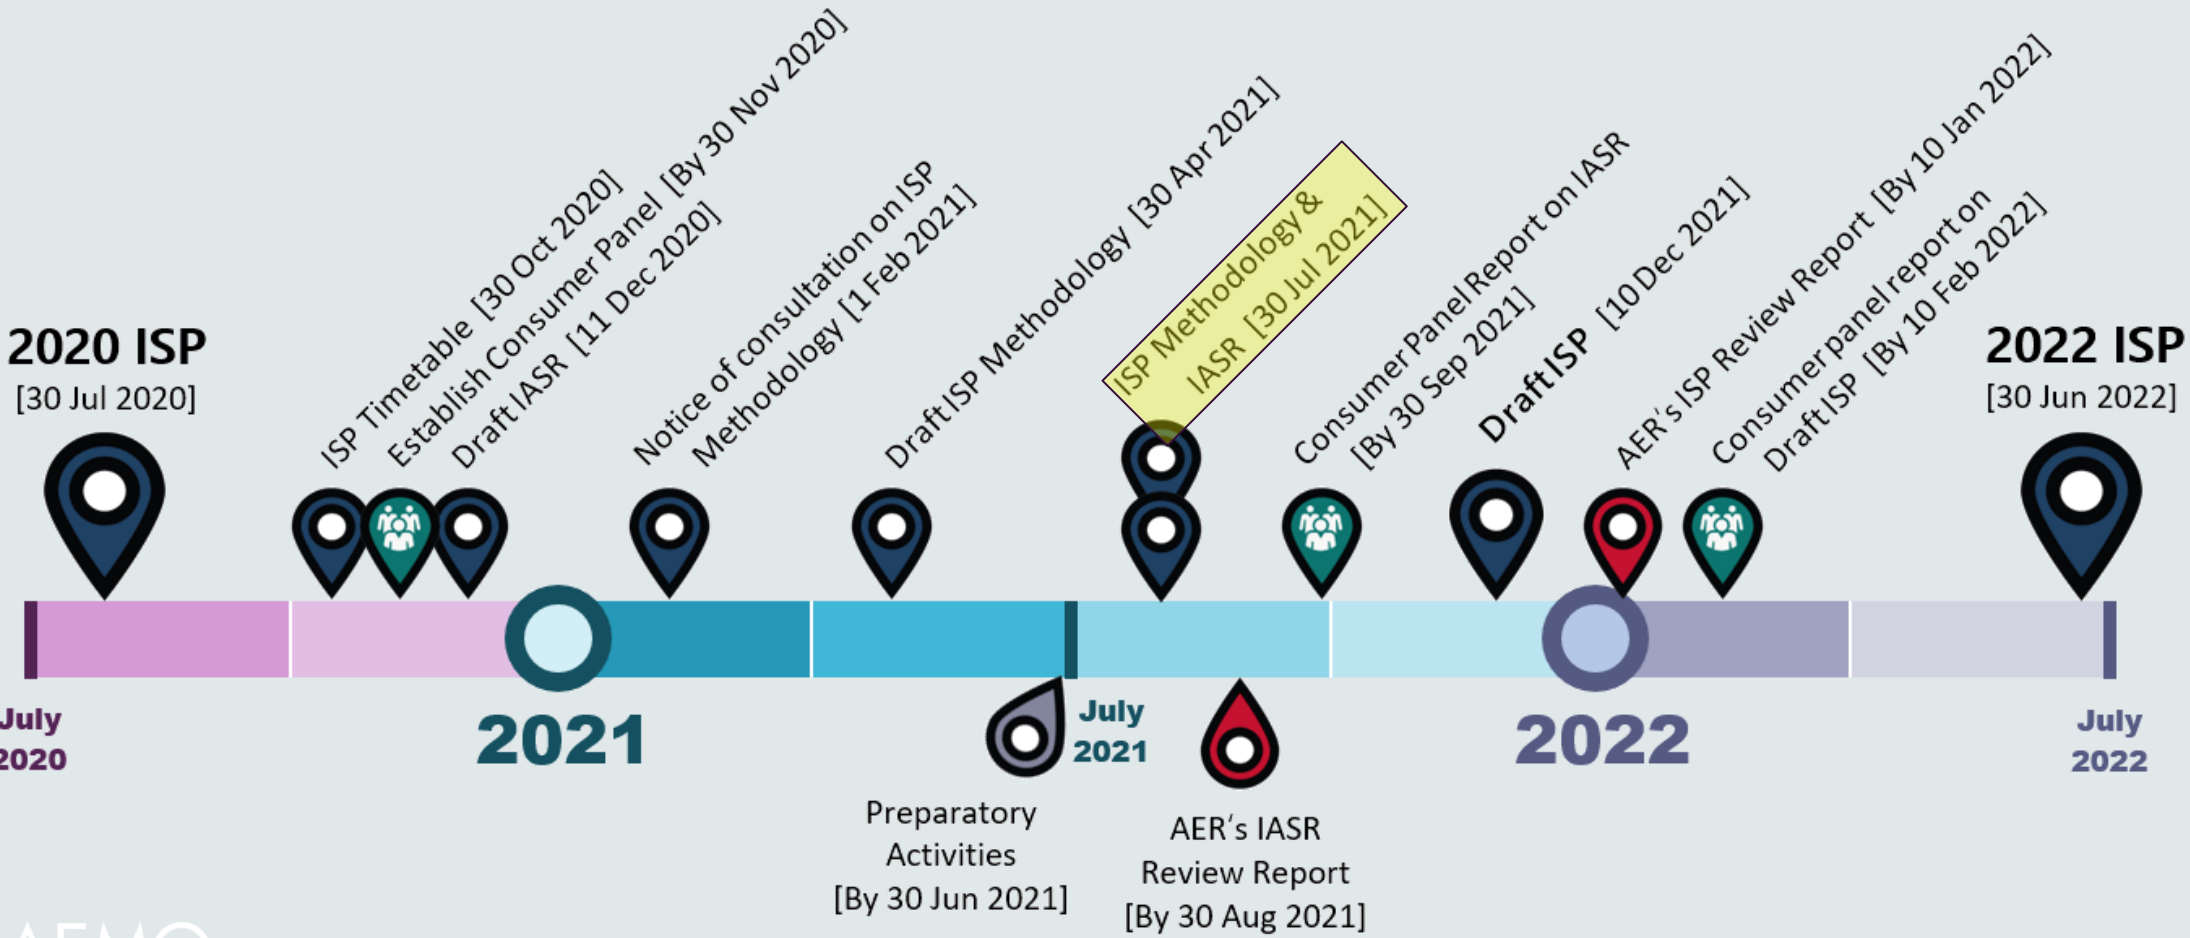 2020 ISP
[30 Jul 2020]
ISP Timetable [30 Oct 2020]
Establish Consumer Panel [By 30 Nov 2020]
Draft IASR [11 Dec 2020]
Notice of consultation on ISP
Methodology [1 Feb 2021]
Draft ISP Methodology [30 Apr 2021]
ISP Methodology &
IASR [30 Jul 2021]
Consumer Panel Report on IASR
[By 30 Sep 2021]
Draft ISP [10 Dec 2021]
AER's ISP Review Report [By 10 Jan 2022]
Consumer panel report on
Draft ISP [By 10 Feb 2022]
2022 ISP
[30 Jun 2022]
July
2020
2021
July
2021
2022
July
2022
Preparatory
Activities
[By 30 Jun 2021]
AER's IASR
Review Report
[By 30 Aug 2021]
AEMO